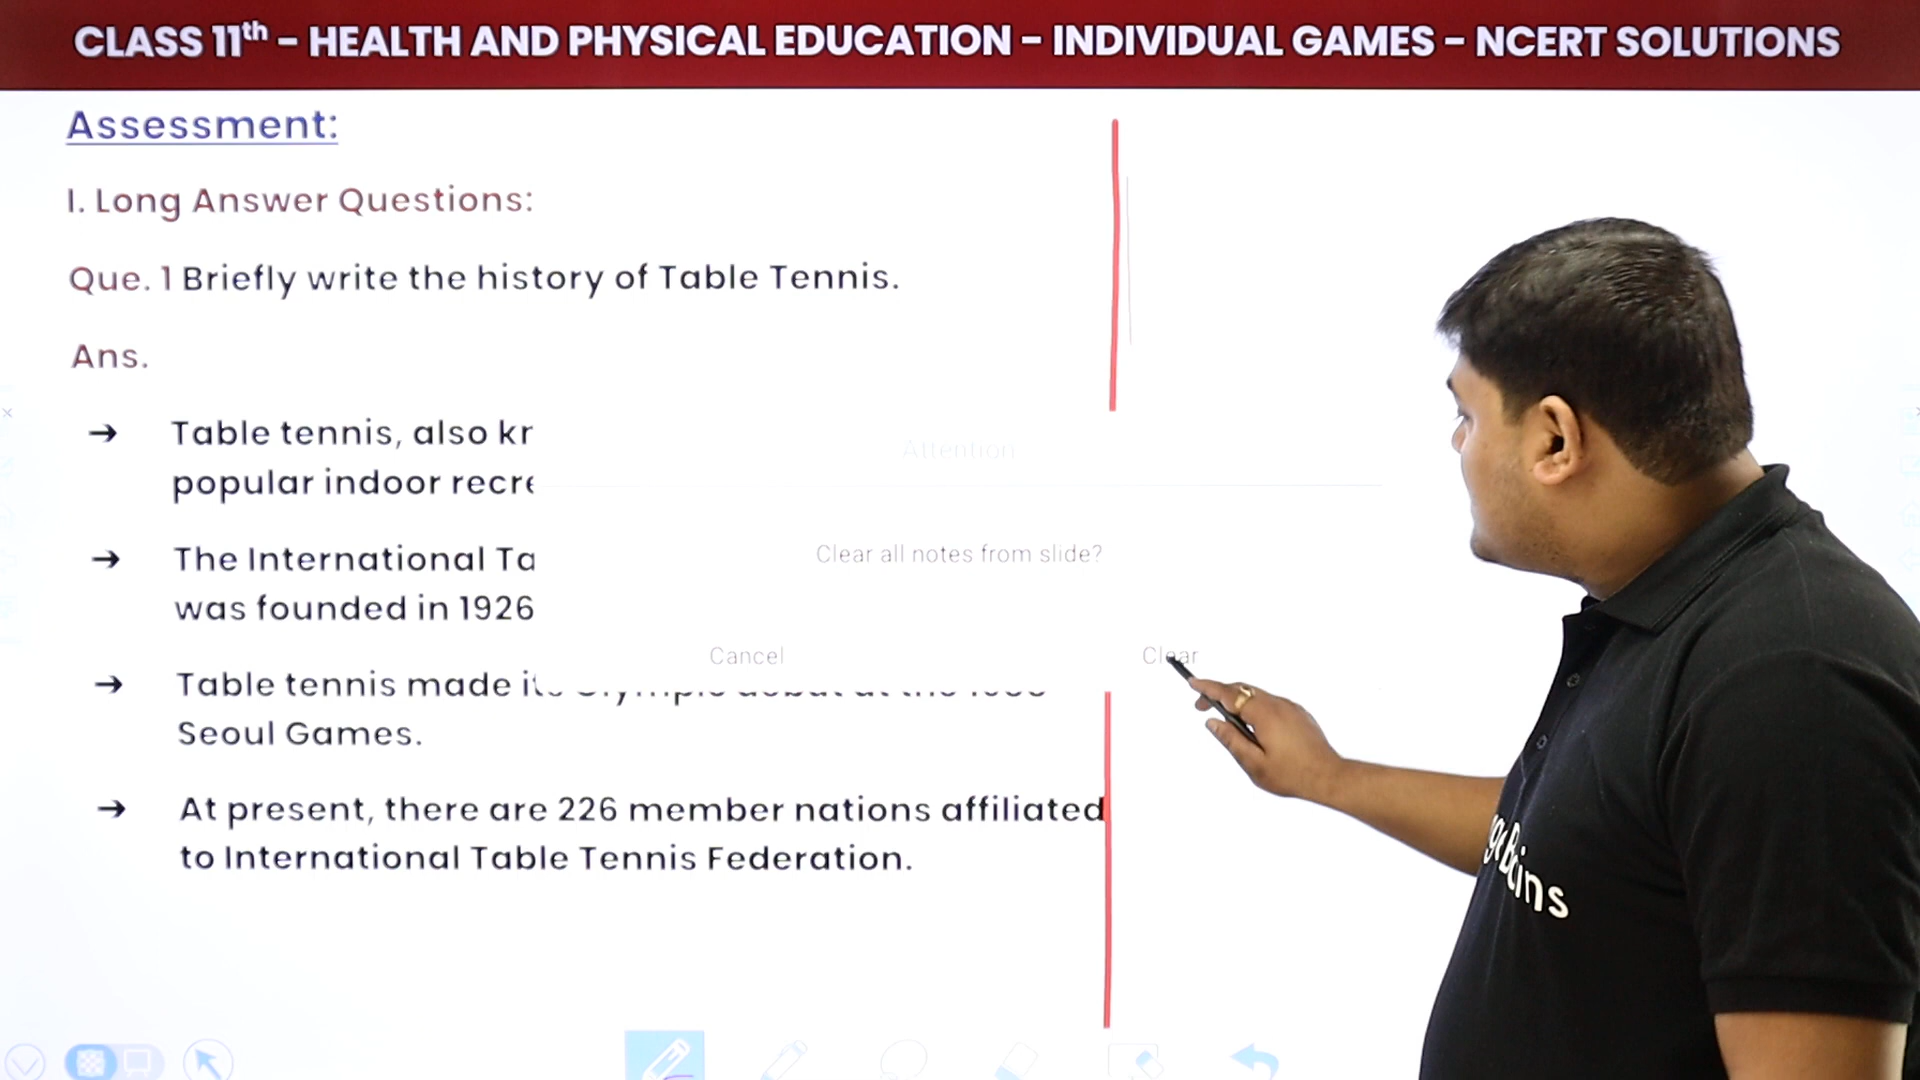 CLASS 11th - HEALTH AND PHYSICAL EDUCATION - INDIVIDUAL GAMES - NCERT SOLUTIONS
Assessment:
I. Long Answer Questions:
Que. 1 Briefly write the history of Table Tennis.
Ans.
→ Table tennis, also
popular indoor
→ The International
was founded in 1926
→ Table tennis made
Seoul Games.
→ At present, there are 226 member nations affiliated
to International Table Tennis Federation.
Attention
Clear all notes from slide?
Cancel
Clear